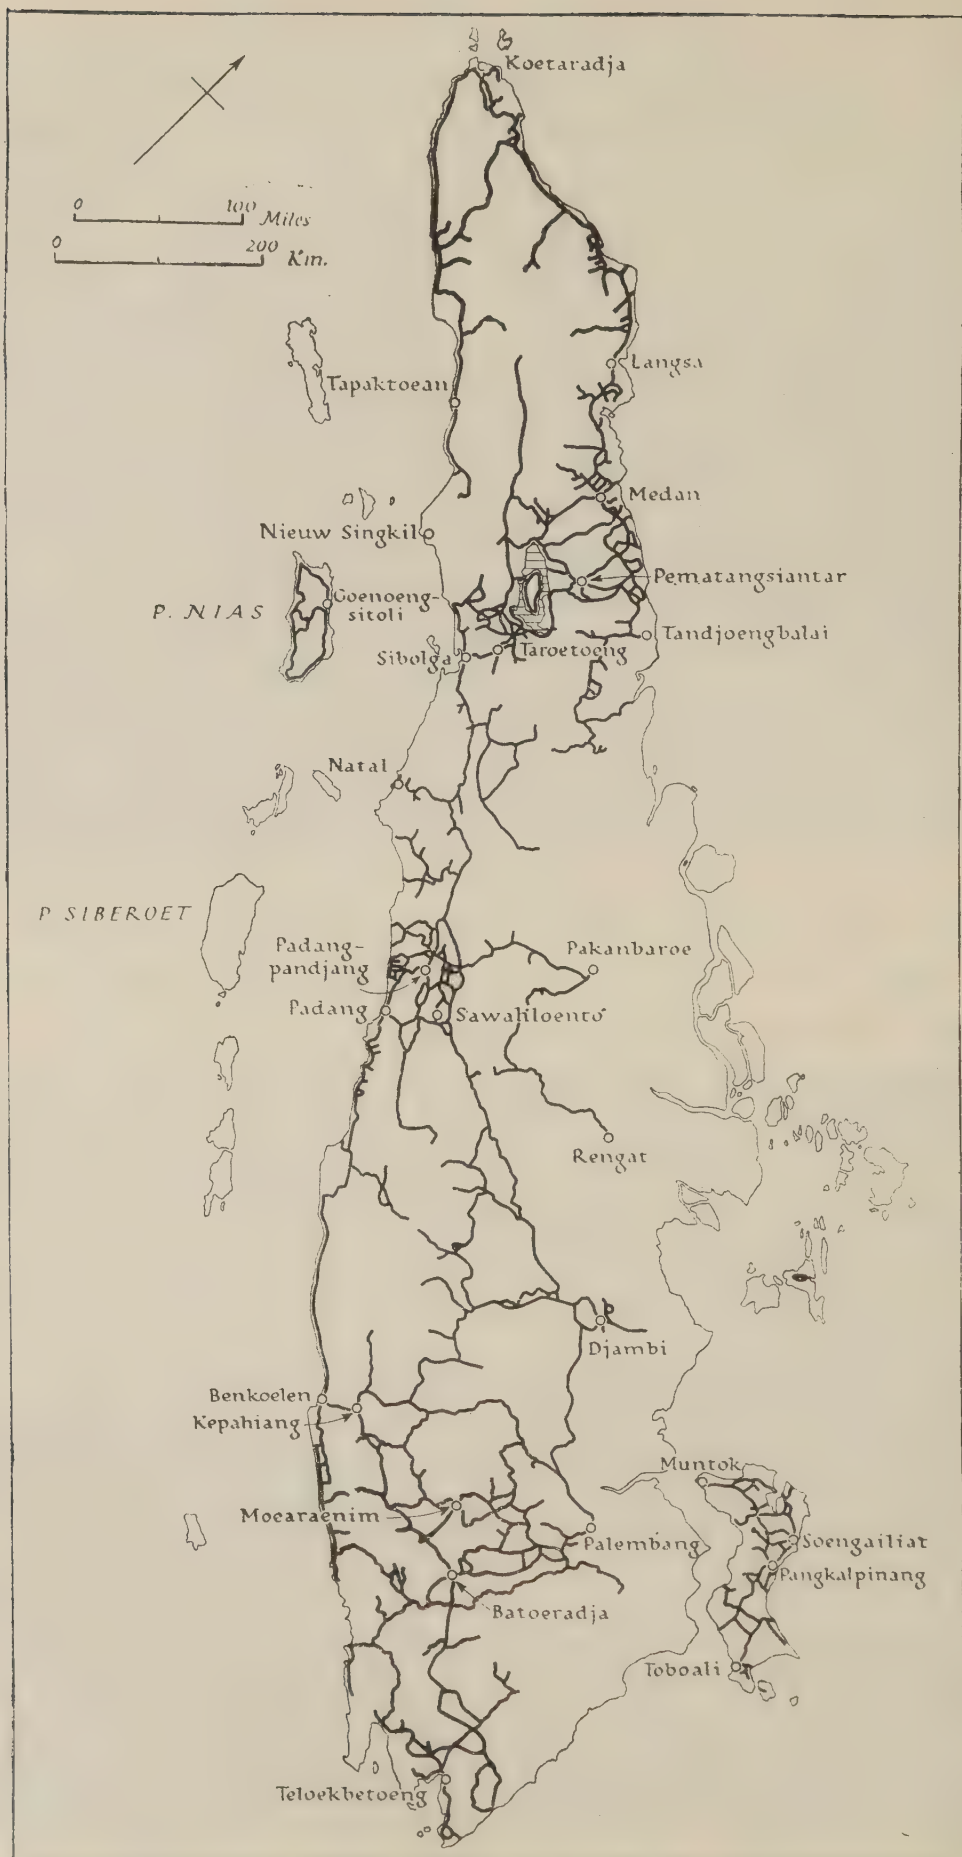 Koetaradja
0 100 Miles
0 200 Km.
Langsa
Tapaktoean
Medan
Nieuw Singkil
Pematangsiantar
P. NIAS
Goenoeng-
sitoli
Tandjoengbalai
Sibolga
Taroetoeng
Natal
P SIBEROET
Padang-
pandjang
Pakanbaroe
Padang
Sawahloento
Rengat
Djambi
Benkoelen
Kepahiang
Muntok
Moearaenim
Palembang
Soengailiat
Pangkalpinang
Batoeradja
Toboali
Teloekbetoeng